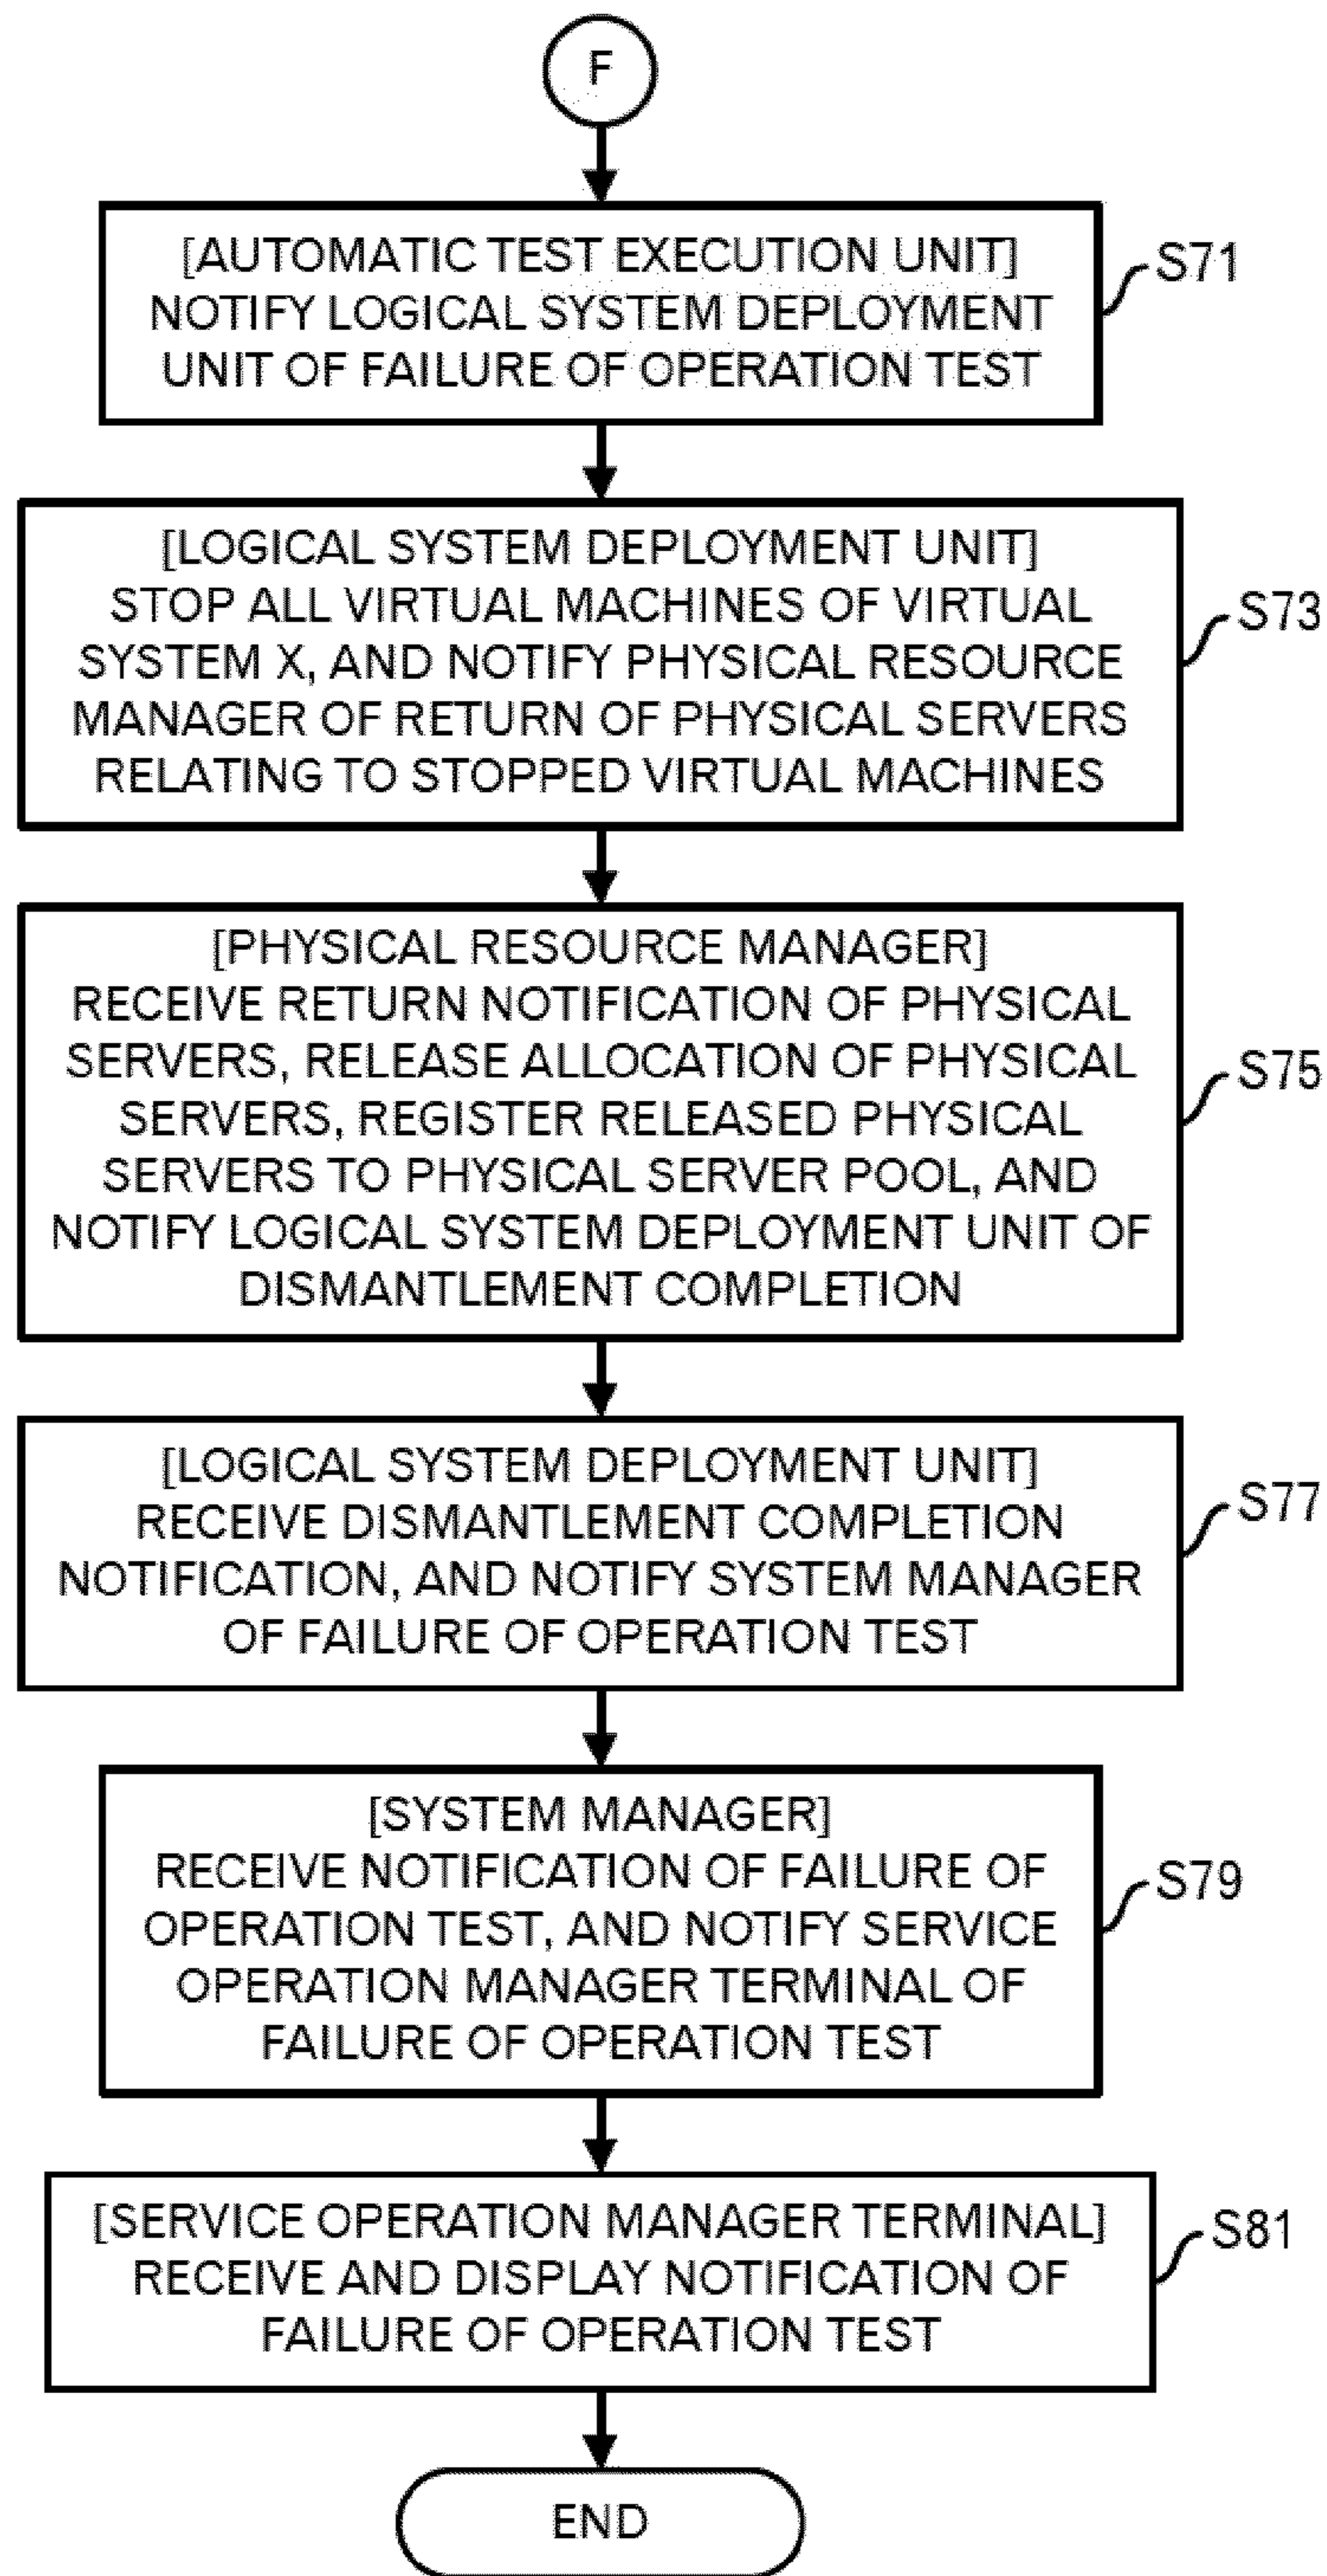 F
[AUTOMATIC TEST EXECUTION UNIT]
NOTIFY LOGICAL SYSTEM DEPLOYMENT
UNIT OF FAILURE OF OPERATION TEST
S71
[LOGICAL SYSTEM DEPLOYMENT UNIT]
STOP ALL VIRTUAL MACHINES OF VIRTUAL
SYSTEM X, AND NOTIFY PHYSICAL RESOURCE
MANAGER OF RETURN OF PHYSICAL SERVERS
RELATING TO STOPPED VIRTUAL MACHINES
S73
[PHYSICAL RESOURCE MANAGER]
RECEIVE RETURN NOTIFICATION OF PHYSICAL
SERVERS, RELEASE ALLOCATION OF PHYSICAL
SERVERS, REGISTER RELEASED PHYSICAL
SERVERS TO PHYSICAL SERVER POOL, AND
NOTIFY LOGICAL SYSTEM DEPLOYMENT UNIT OF
DISMANTLEMENT COMPLETION
S75
[LOGICAL SYSTEM DEPLOYMENT UNIT]
RECEIVE DISMANTLEMENT COMPLETION
NOTIFICATION, AND NOTIFY SYSTEM MANAGER
OF FAILURE OF OPERATION TEST
S77
[SYSTEM MANAGER]
RECEIVE NOTIFICATION OF FAILURE OF
OPERATION TEST, AND NOTIFY SERVICE
OPERATION MANAGER TERMINAL OF
FAILURE OF OPERATION TEST
S79
[SERVICE OPERATION MANAGER TERMINAL]
RECEIVE AND DISPLAY NOTIFICATION OF
FAILURE OF OPERATION TEST
S81
END